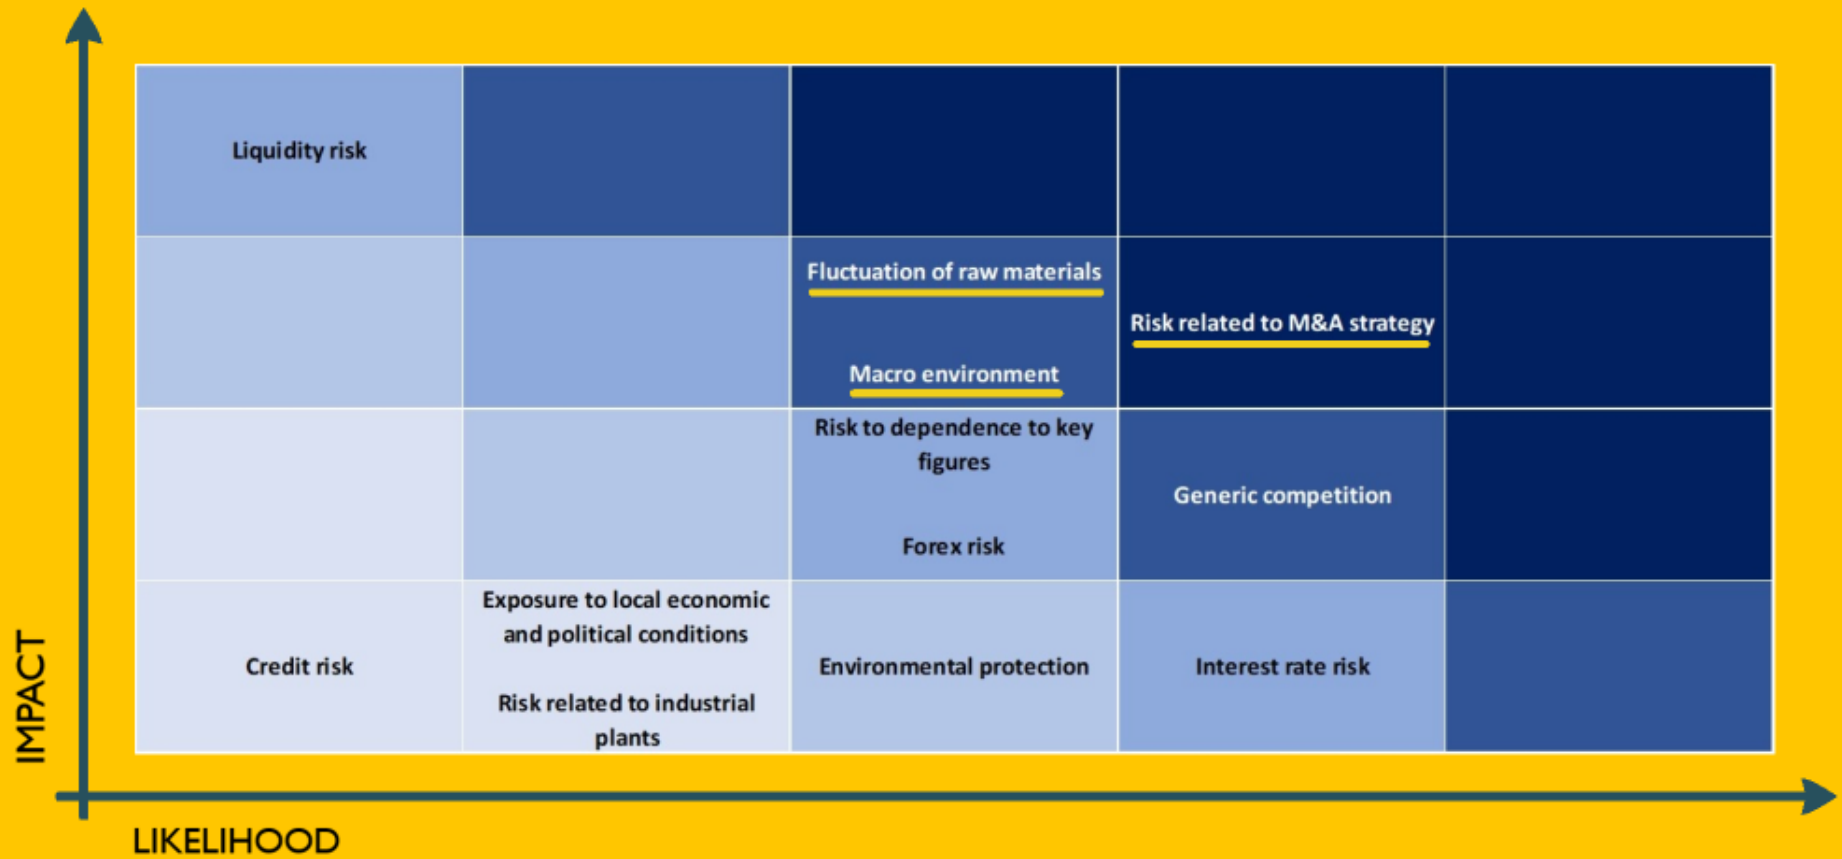 Liquidity risk
Fluctuation of raw materials
Macro environment
Risk related to M&A strategy
Risk to dependence to key
figures
Forex risk
Generic competition
Credit risk
Exposure to local economic
and political conditions
Risk related to industrial
plants
Environmental protection
Interest rate risk
IMPACT
LIKELIHOOD